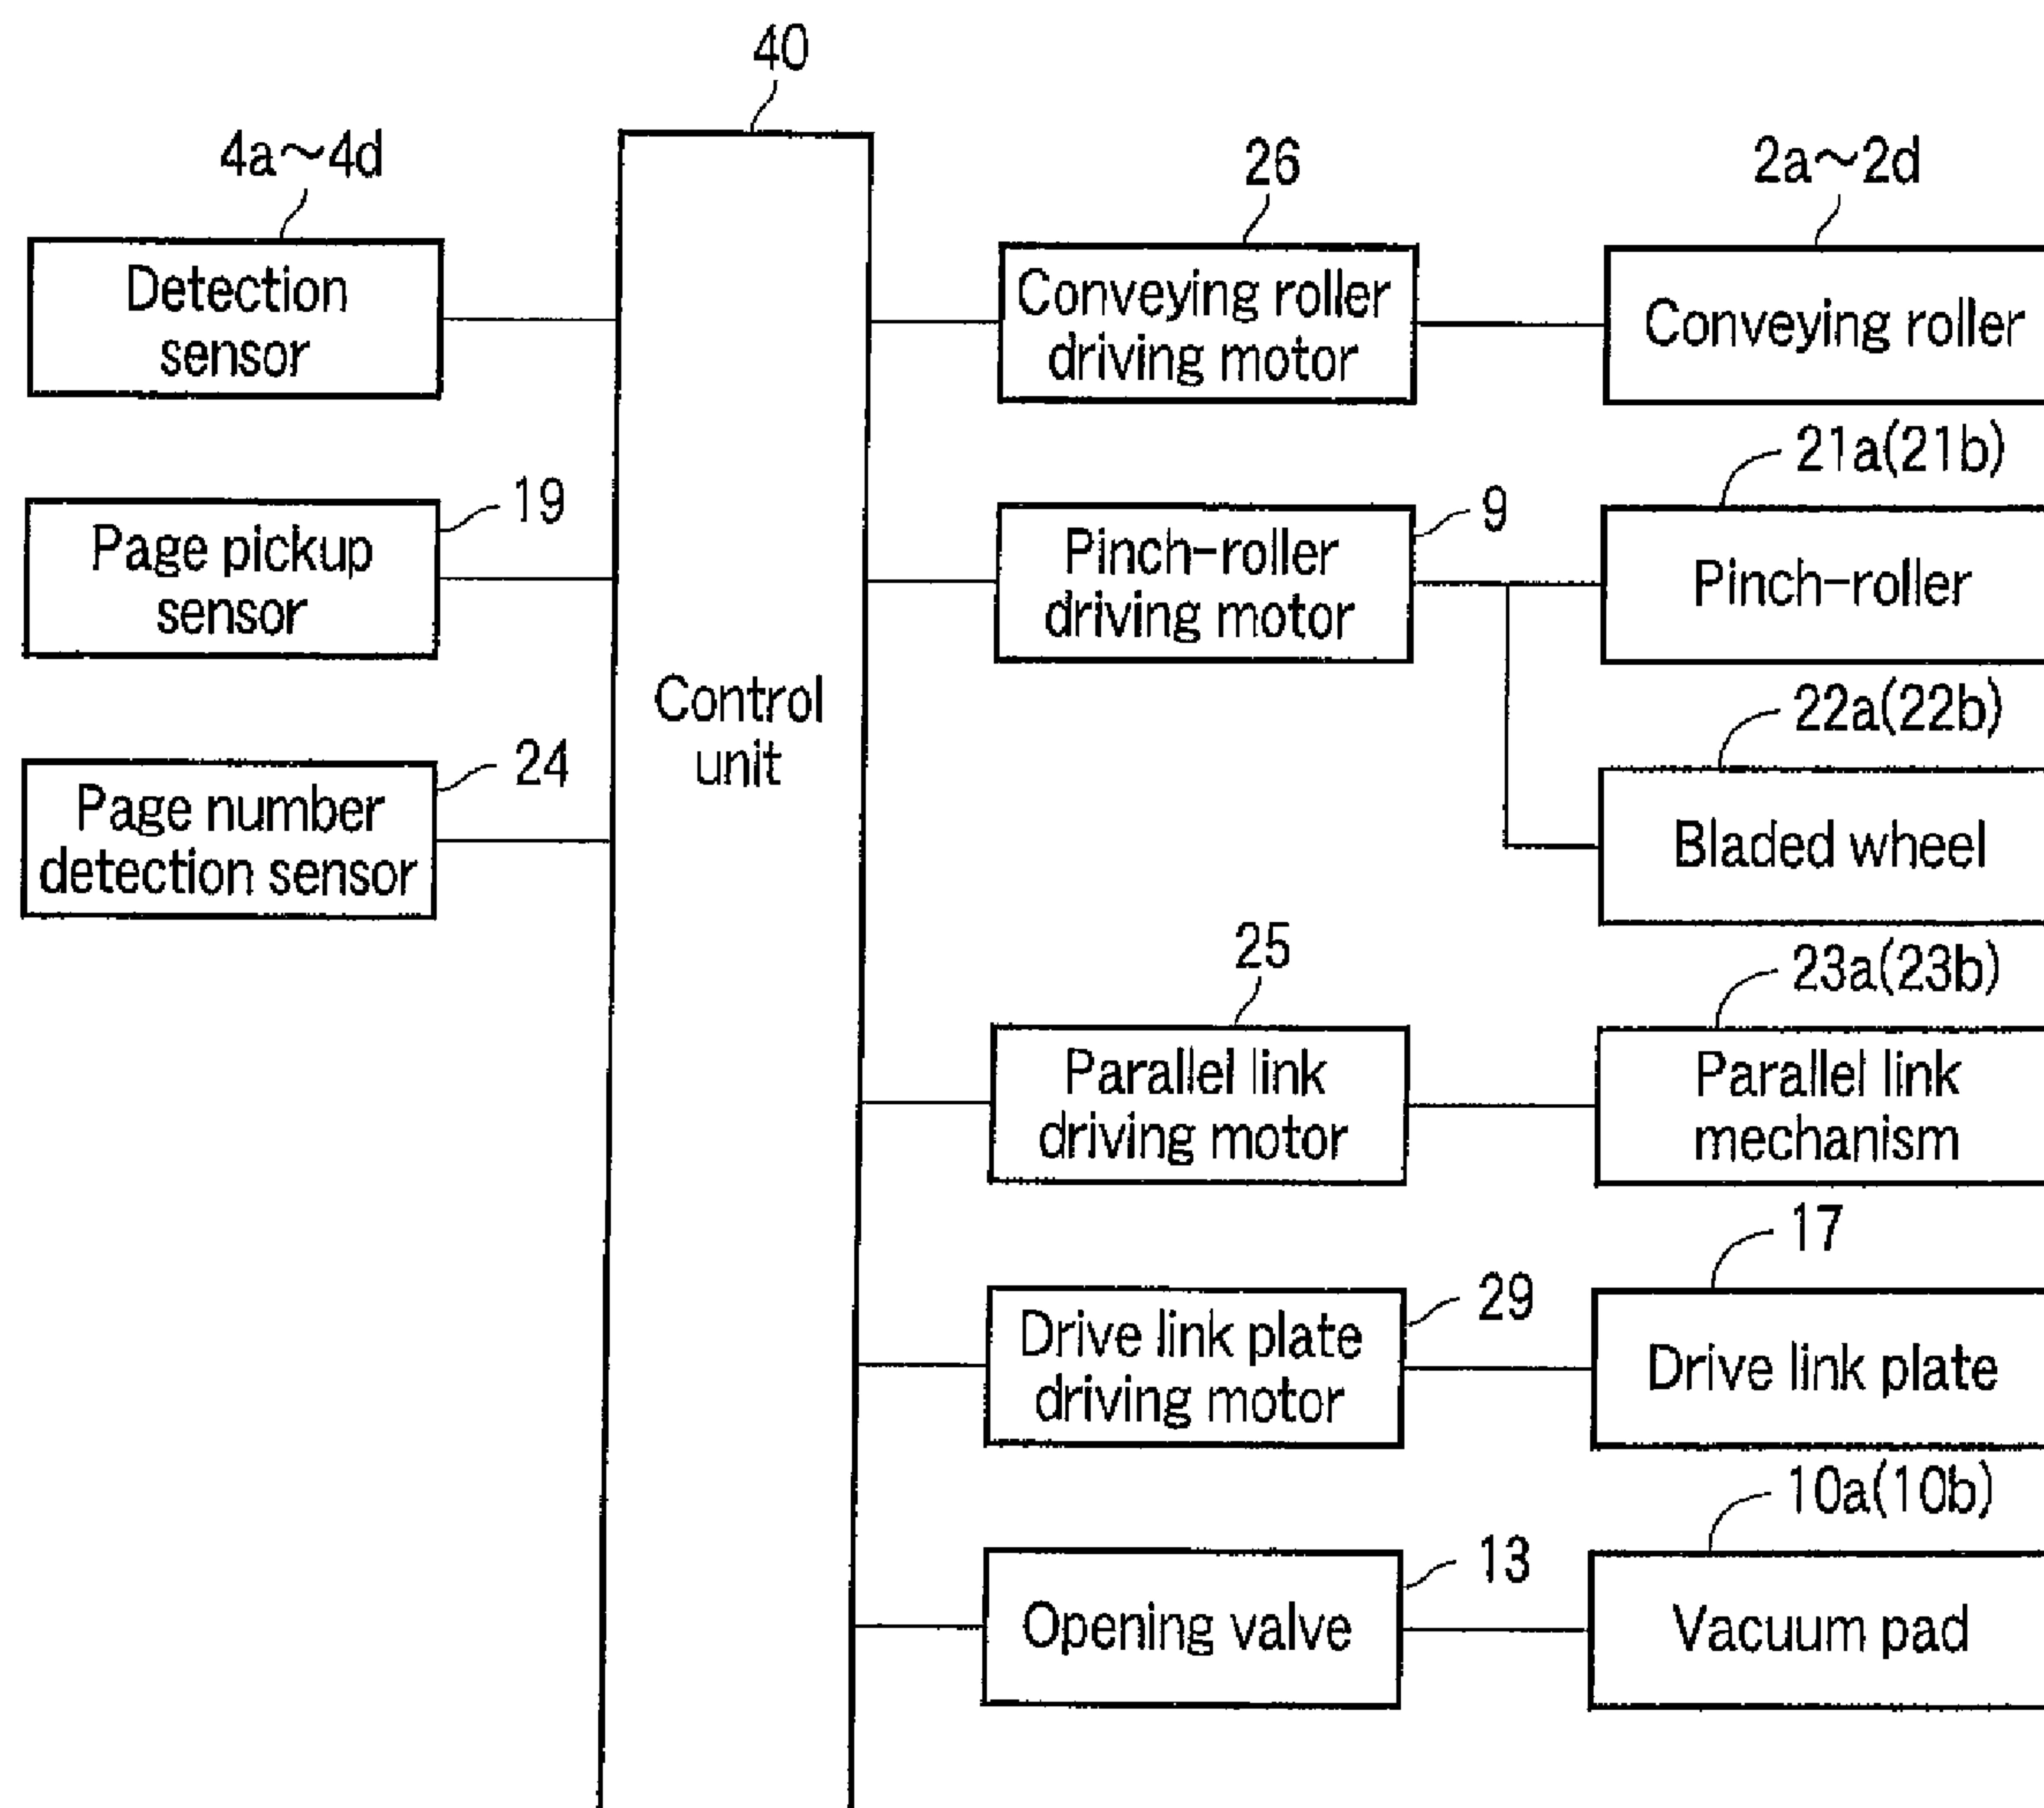 40
4a~4d
26
2a~2d
Detection
sensor
Conveying roller
driving motor
Conveying roller
19
9
21a(21b)
Page pickup
sensor
Pinch-roller
driving motor
Pinch-roller
Control
unit
22a(22b)
24
Page number
detection sensor
Bladed wheel
25
23a(23b)
Parallel link
driving motor
Parallel link
mechanism
29
17
Drive link plate
driving motor
Drive link plate
13
10a(10b)
Opening valve
Vacuum pad